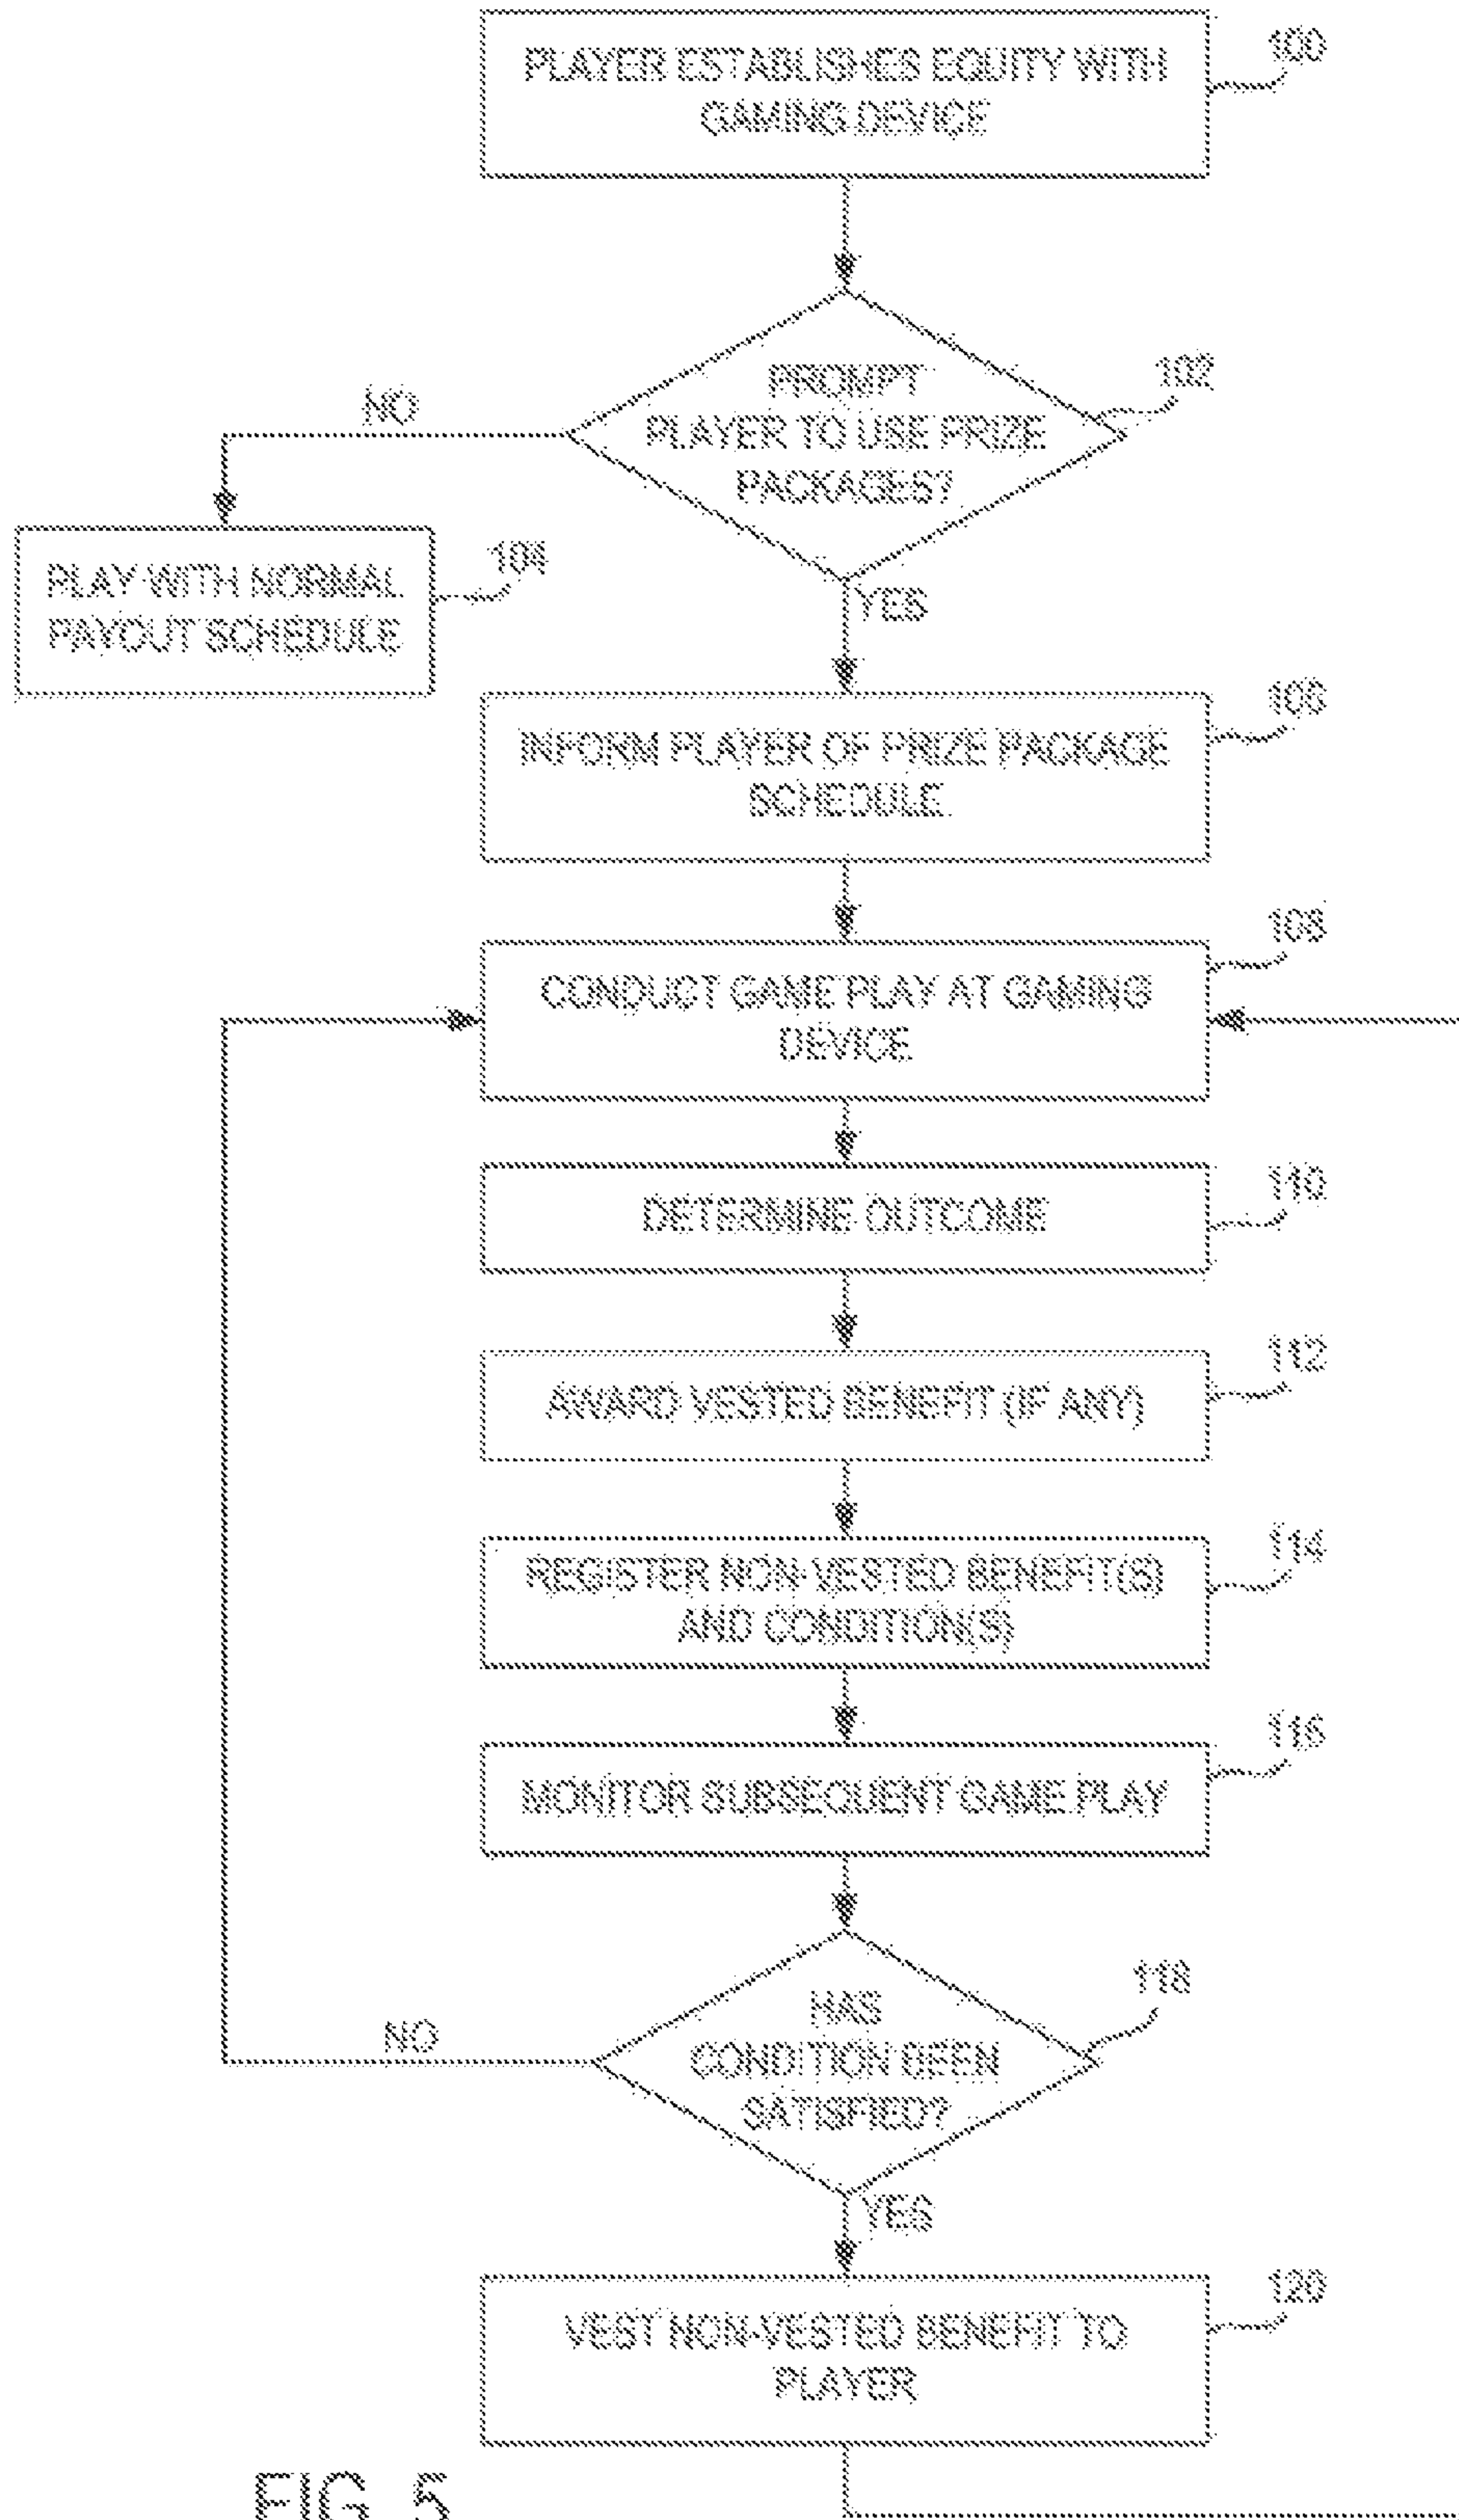 PLAYER ESTABLISHES EQUITY WITH
GAMING DEVICE
100
PROMPT
PLAYER TO USE PRIZE
PACKAGES?
102
NO
PLAY WITH NORMAL
PAYOUT SCHEDULE
104
YES
INFORM PLAYER OF PRIZE PACKAGE
SCHEDULE
106
CONDUCT GAME PLAY AT GAMING
DEVICE
108
DETERMINE OUTCOME
110
AWARD VESTED BENEFIT (IF ANY)
112
REGISTER NON-VESTED BENEFIT(S)
AND CONDITION(S)
114
MONITOR SUBSEQUENT GAME PLAY
116
HAS
CONDITION BEEN
SATISFIED?
118
NO
YES
VEST NON-VESTED BENEFIT TO
PLAYER
120
FIG. 5